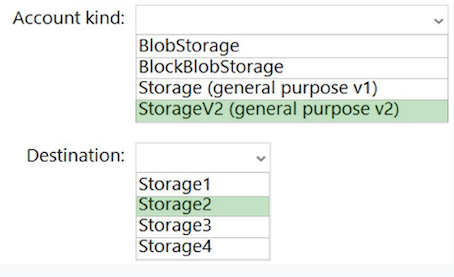 Account kind:
BlobStorage
BlockBlobStorage
Storage (general purpose v1)
StorageV2 (general purpose v2)
Destination:
Storage1
Storage2
Storage3
Storage4